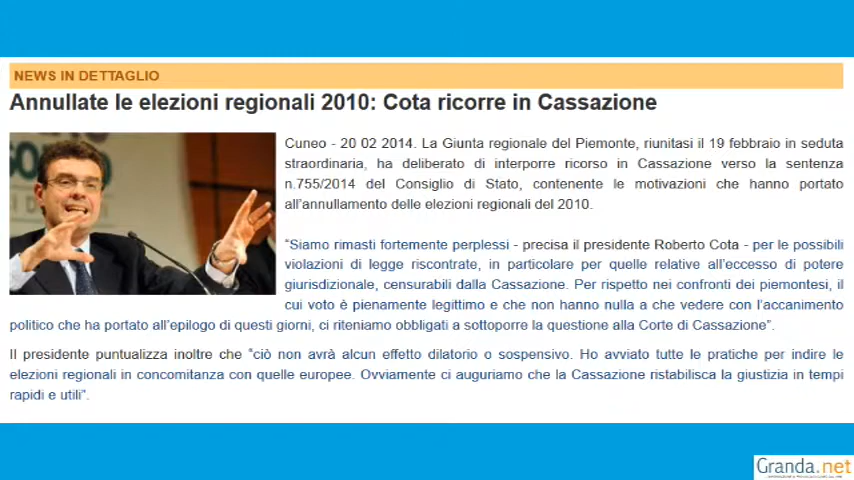 NEWS IN DETTAGLIO
Annullate le elezioni regionali 2010: Cota ricorre in Cassazione
Cuneo - 20 02 2014. La Giunta regionale del Piemonte, riunitasi il 19 febbraio in seduta
straordinaria, ha deliberato di interporre ricorso in Cassazione verso la sentenza
n.755/2014 del Consiglio di Stato, contenente le motivazioni che hanno portato
all’annullamento delle elezioni regionali del 2010.
“Siamo rimasti fortemente perplessi - precisa il presidente Roberto Cota - per le possibili
violazioni di legge riscontrate, in particolare per quelle relative all’eccesso di potere
giurisdizionale, censurabili dalla Cassazione. Per rispetto nei confronti dei piemontesi, il
cui voto è pienamente legittimo e che non hanno nulla a che vedere con l’accanimento
politico che ha portato all’epilogo di questi giorni, ci riteniamo obbligati a sottoporre la questione alla Corte di Cassazione”.
Il presidente puntualizza inoltre che “ciò non avrà alcun effetto dilatorio o sospensivo. Ho avviato tutte le pratiche per indire le
elezioni regionali in concomitanza con quelle europee. Ovviamente ci auguriamo che la Cassazione ristabilisca la giustizia in tempi
rapidi e utili”.
Granda.net